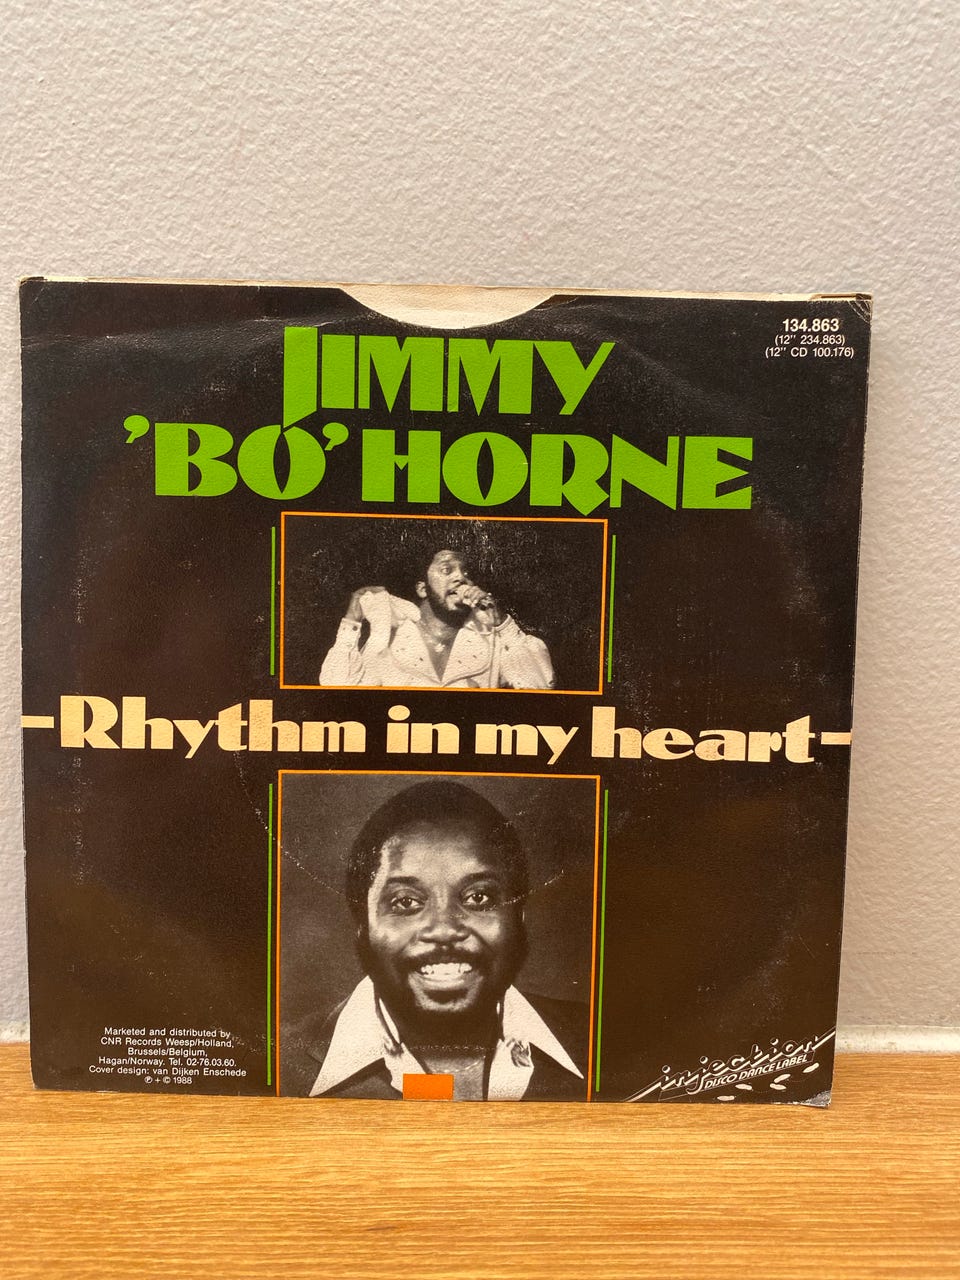 134.863
(12'' 234.863)
(12'' CD 100.176)
JIMMY
'BO' HORNE
Rhythm in my heart
Marketed and distributed by
CNR Records Weesp/Holland,
Brussels/Belgium,
Hagan/Norway. Tel. 02-76.03.60.
Cover design: van Dijken Enschede
℗ + © 1988
injection
DISCO DANCE LABEL